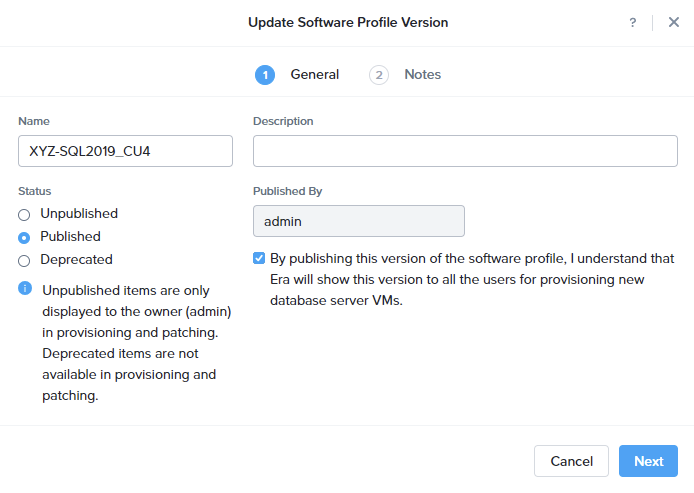 Update Software Profile Version
?
1 General 2 Notes
Name
XYZ-SQL2019_CU4
Description
Status
Unpublished
Published
Deprecated
Unpublished items are only
displayed to the owner (admin)
in provisioning and patching.
Deprecated items are not
available in provisioning and
patching.
Published By
admin
By publishing this version of the software profile, I understand that
Era will show this version to all the users for provisioning new
database server VMs.
Cancel
Next